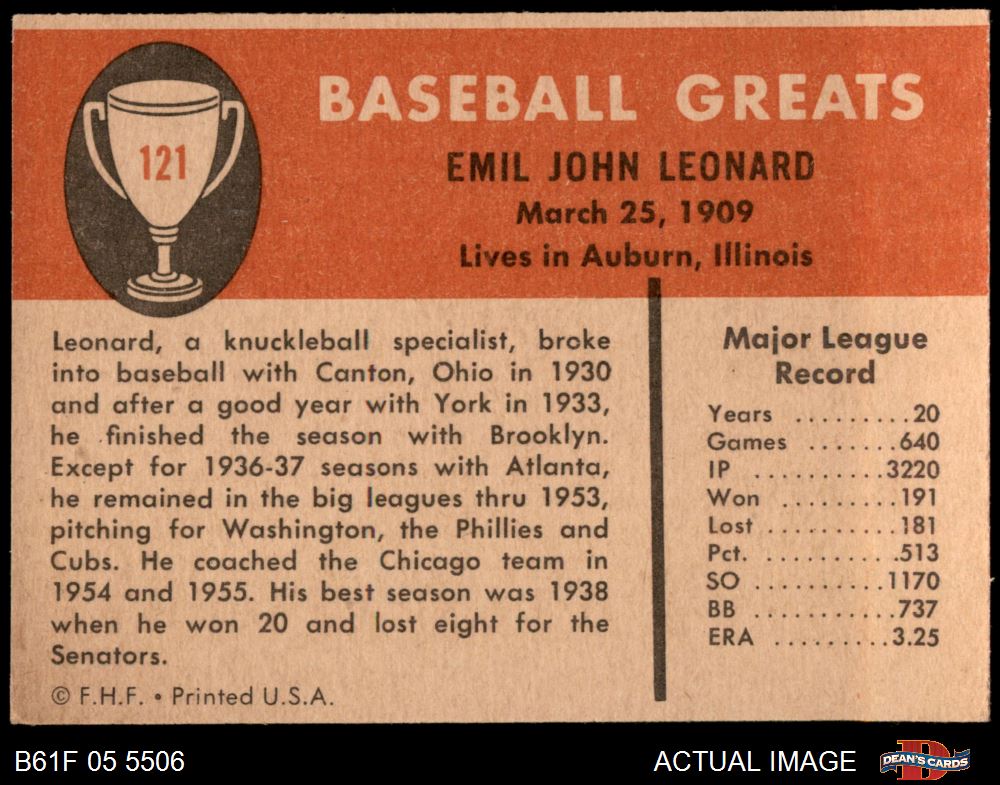 121
BASEBALL GREATS
EMIL JOHN LEONARD
March 25, 1909
Lives in Auburn, Illinois
Leonard, a knuckleball specialist, broke
into baseball with Canton, Ohio in 1930
and after a good year with York in 1933,
he finished the season with Brooklyn.
Except for 1936-37 seasons with Atlanta,
he remained in the big leagues thru 1953,
pitching for Washington, the Phillies and
Cubs. He coached the Chicago team in
1954 and 1955. His best season was 1938
when he won 20 and lost eight for the
Senators.
© F.H.F. • Printed U.S.A.
Major League
Record
Years ..........20
Games .......640
IP ...........3220
Won .........191
Lost ..........181
Pct. ..........513
SO ..........1170
BB ...........737
ERA .........3.25
B61F 05 5506
ACTUAL IMAGE
D
DEAN'S CARDS